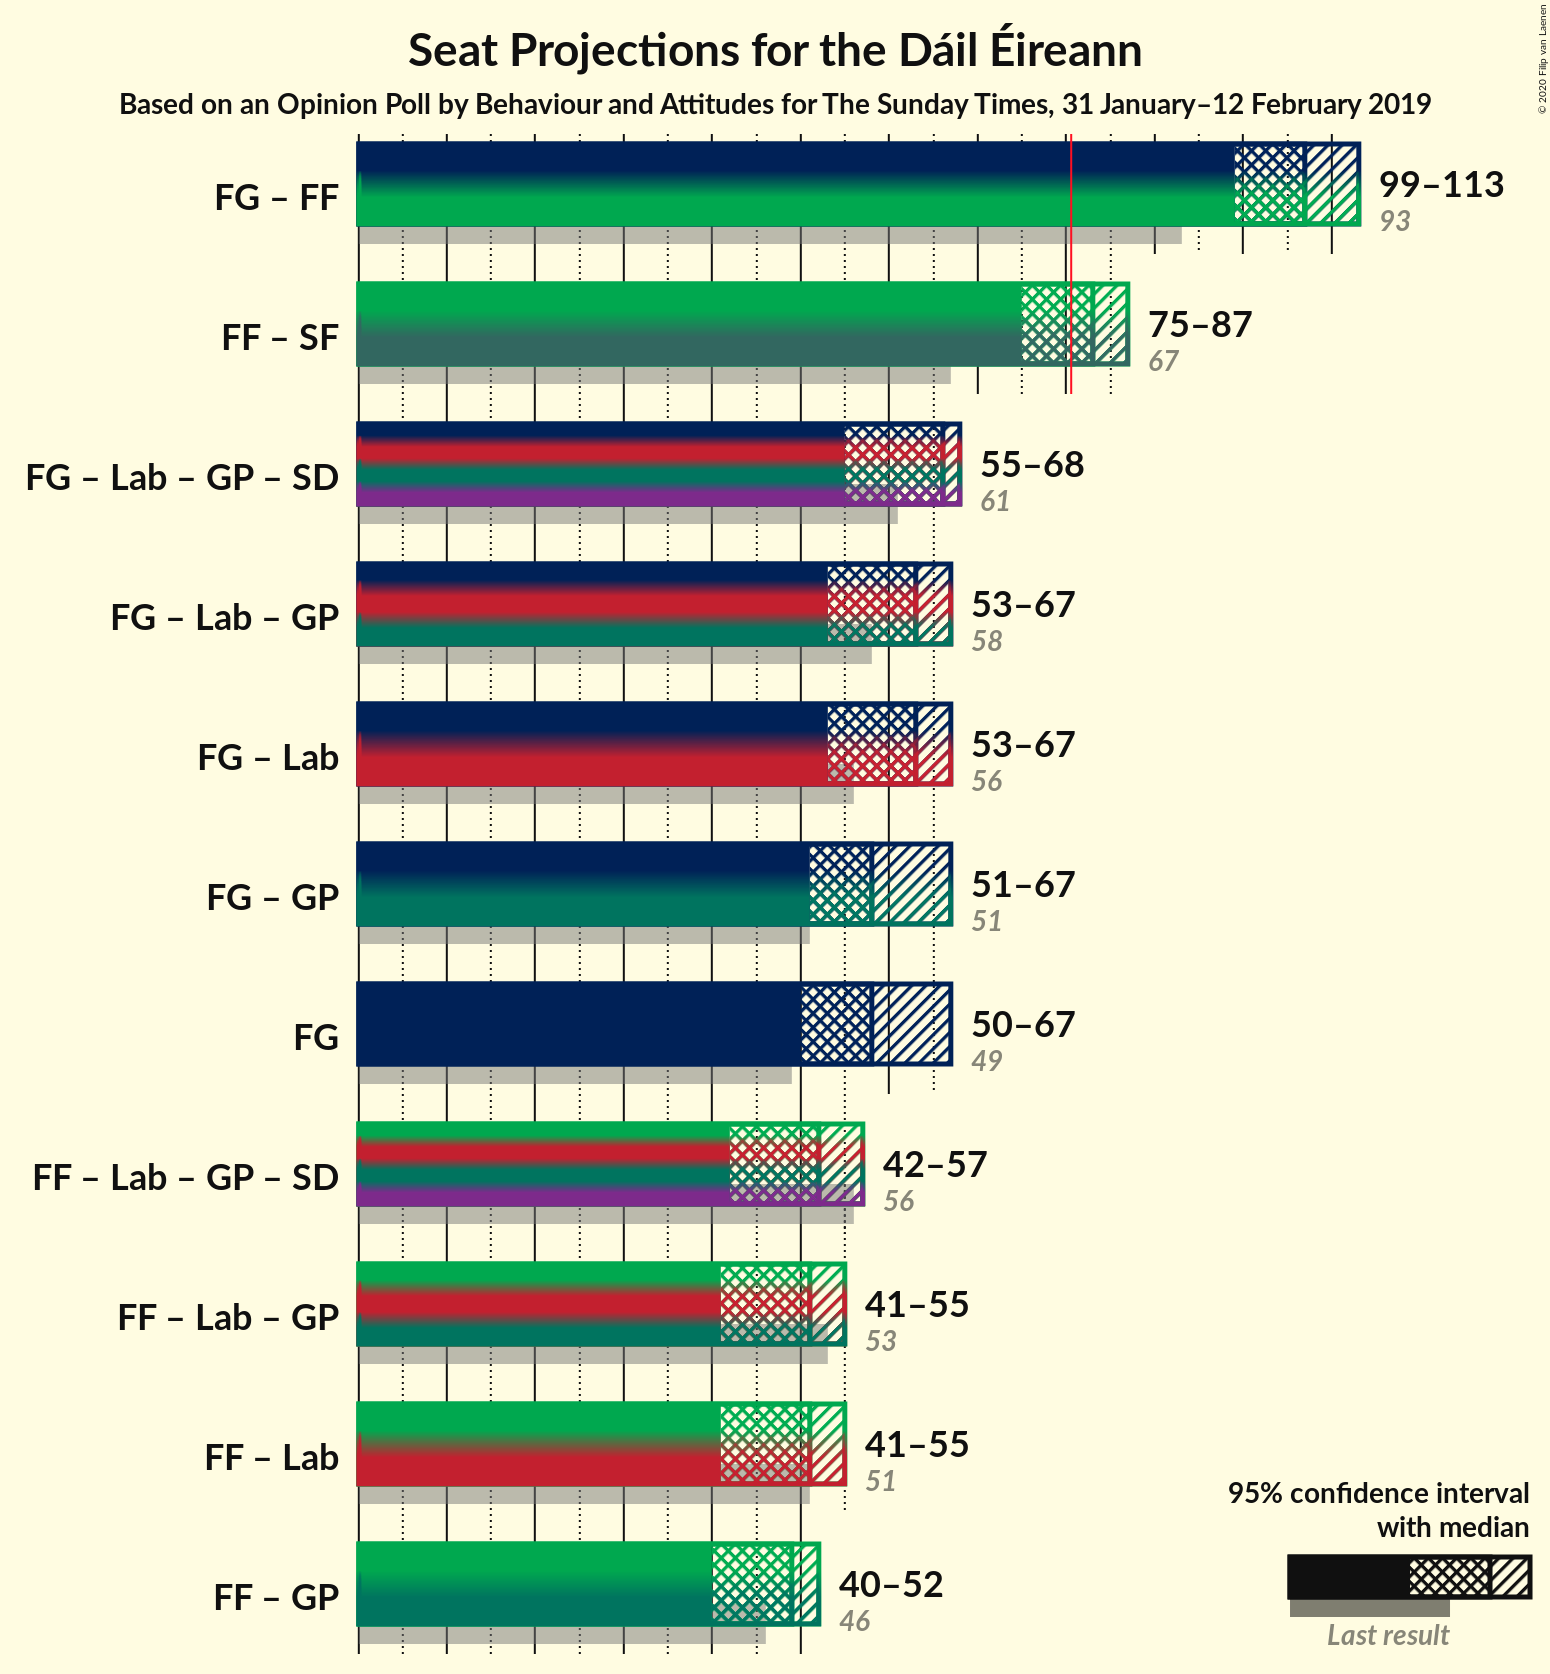 Seat Projections for the Dáil Éireann
Based on an Opinion Poll by Behaviour and Attitudes for The Sunday Times, 31 January–12 February 2019
© 2020 Filip van Laenen
FG – FF
99–113
93
FF – SF
75–87
67
FG – Lab – GP – SD
55–68
61
FG – Lab – GP
53–67
58
FG – Lab
53–67
56
FG – GP
51–67
51
FG
50–67
49
FF – Lab – GP – SD
42–57
56
FF – Lab – GP
41–55
53
FF – Lab
41–55
51
FF – GP
40–52
46
95% confidence interval
with median
Last result